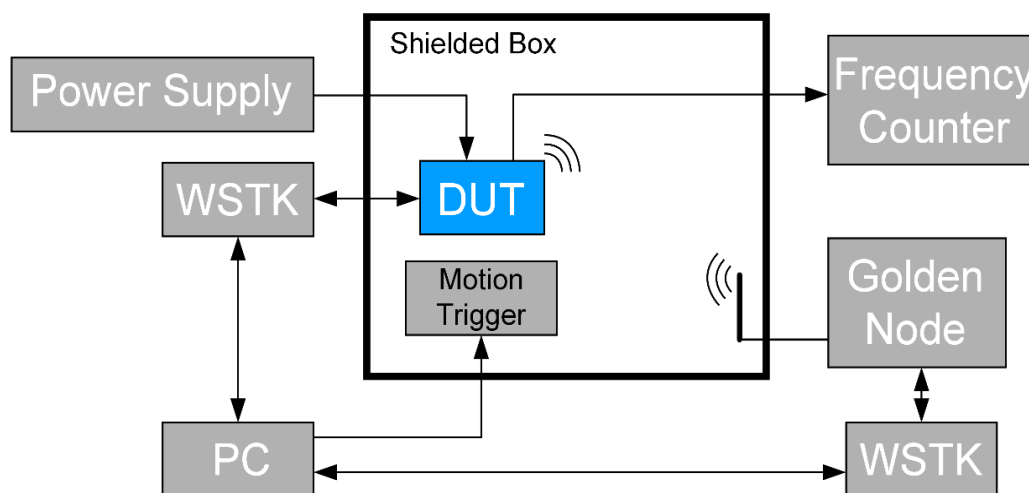 Shielded Box
Power Supply
Frequency
Counter
WSTK
DUT
Motion
Trigger
Golden
Node
PC
WSTK